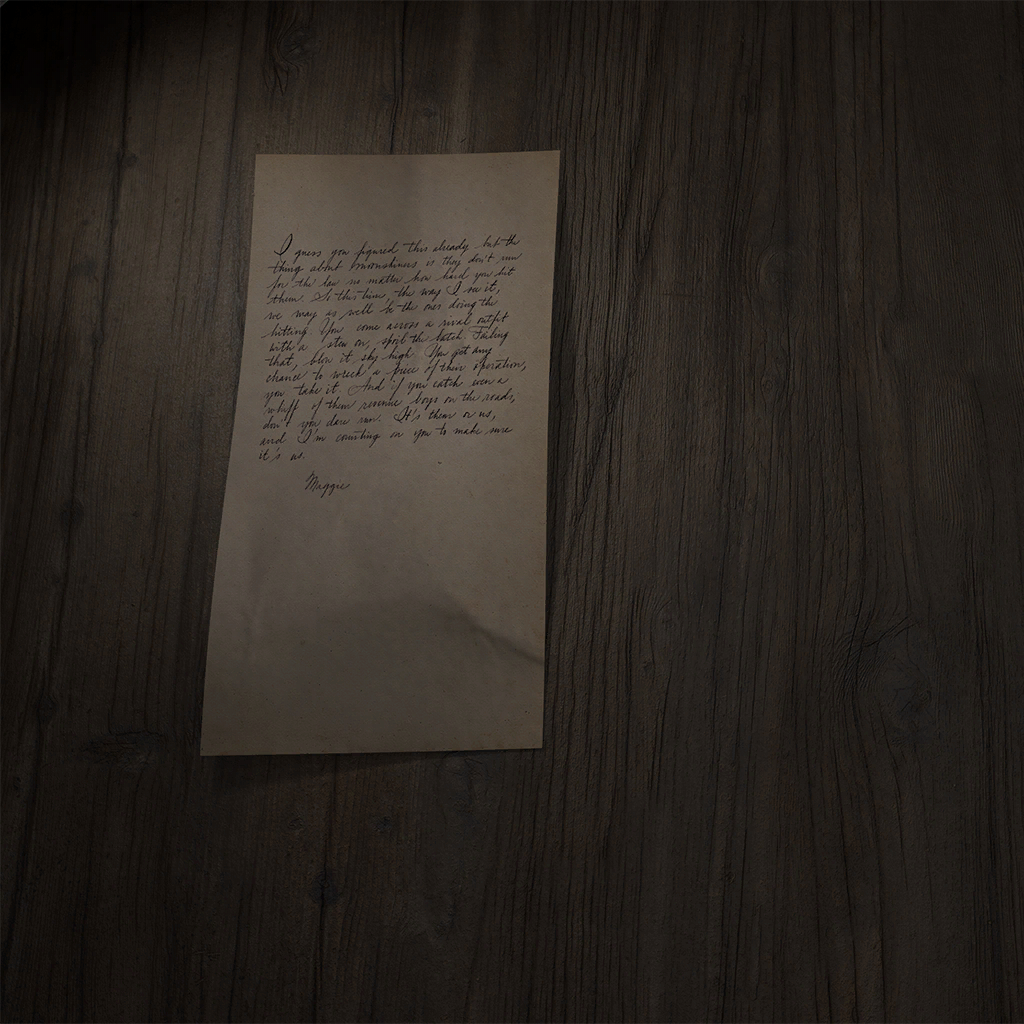 I guess you figured this already but the
thing about moonshiners is they don't run
for the law no matter how hard you hit
them. So this time, the way I see it,
we may as well be the ones doing the
hitting. You come across a rival outfit
with a stew on, spoil the batch. Failing
that, blow it sky high. You get any
chance to wreck a piece of their operation,
you take it. And if you catch even a
whiff of them revenue boys on the roads,
don't you dare run. It's them or us,
and I'm counting on you to make sure
it's us.
Maggie